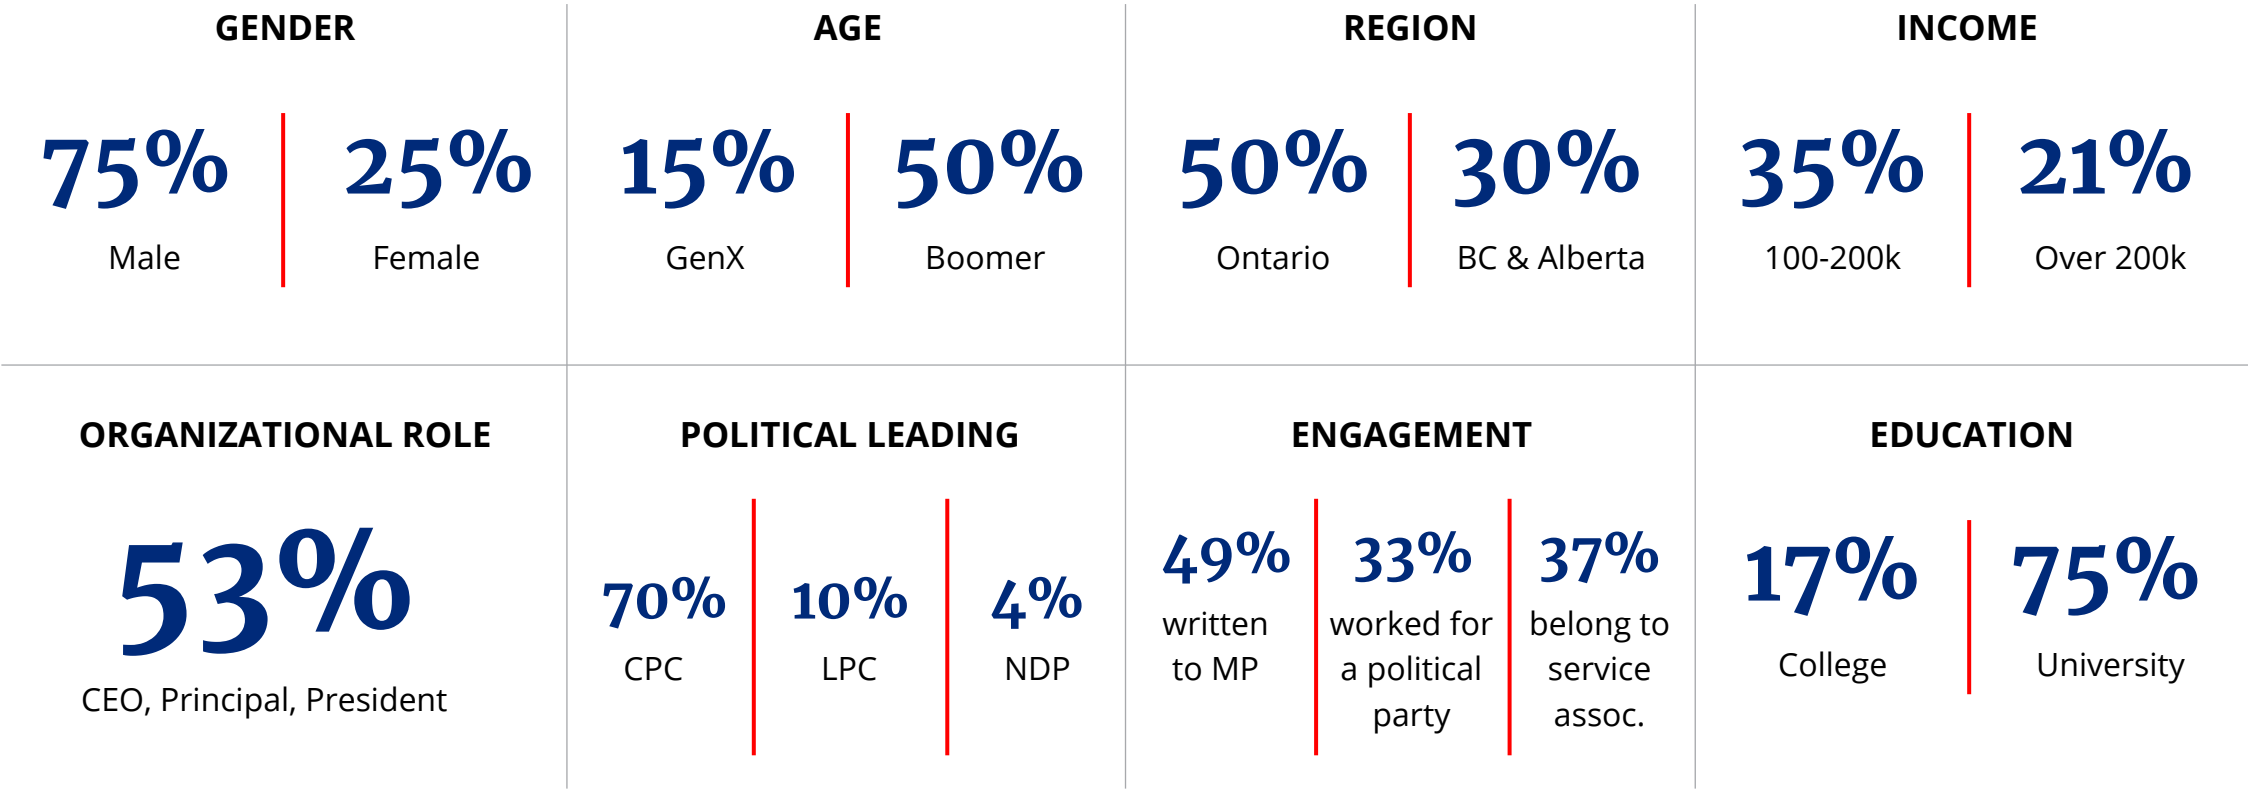 GENDER
75% 25%
Male Female
AGE
15% 50%
GenX Boomer
REGION
50% 30%
Ontario BC & Alberta
INCOME
35% 21%
100-200k Over 200k
ORGANIZATIONAL ROLE
53%
CEO, Principal, President
POLITICAL LEADING
70% 10% 4%
CPC LPC NDP
ENGAGEMENT
49%
written
to MP
33%
worked for
a political
party
37%
belong to
service
assoc.
EDUCATION
17% 75%
College University